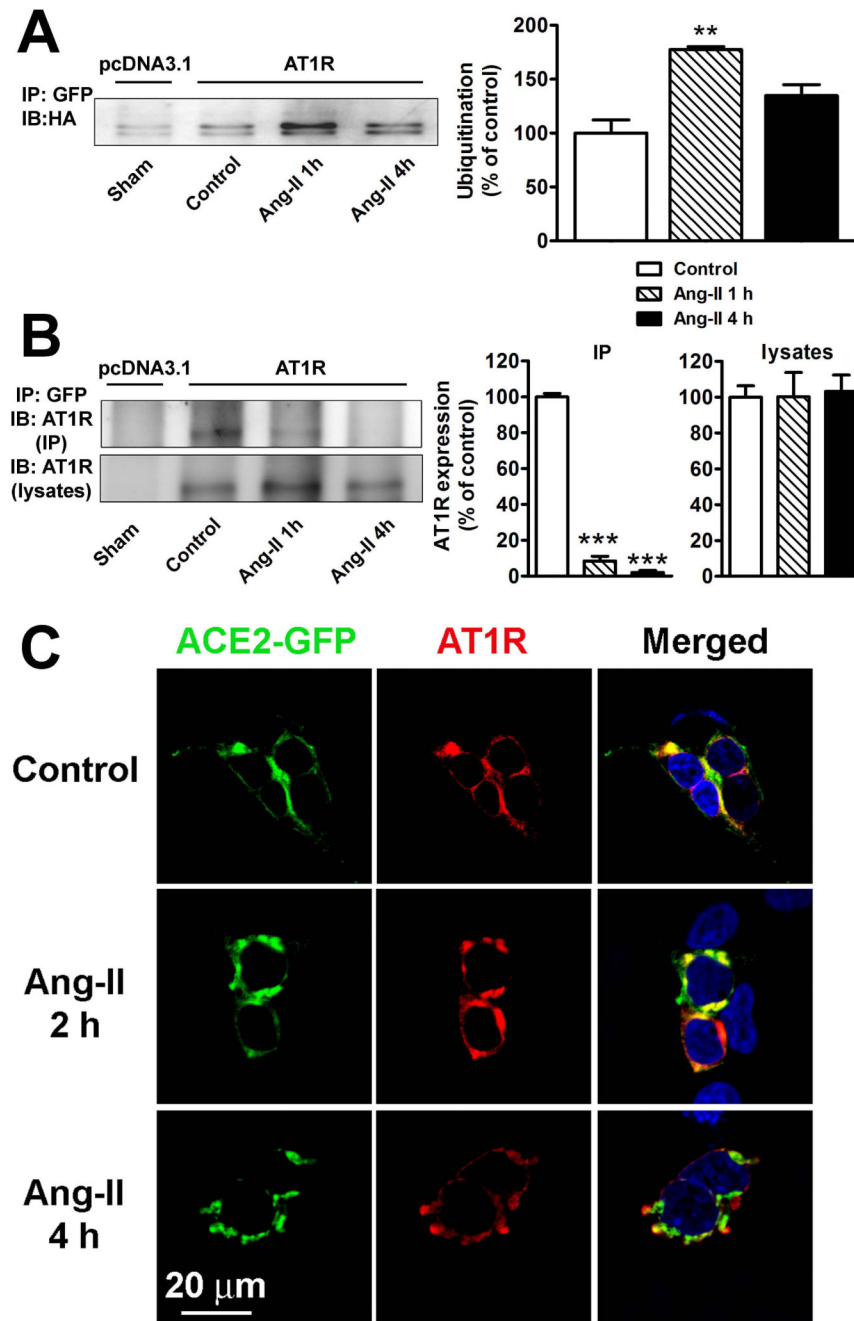 A
pcDNA3.1 AT1R
IP: GFP
IB:HA
Sham Control Ang-II 1h Ang-II 4h
Ubiquitination
(% of control)
200
150
100
50
0
**
Control
Ang-II 1 h
Ang-II 4 h
B
pcDNA3.1 AT1R
IP: GFP
IB: AT1R
(IP)
IB: AT1R
(lysates)
Sham Control Ang-II 1h Ang-II 4h
IP
AT1R expression
(% of control)
120
100
80
60
40
20
0
*** ***
lysates
120
100
80
60
40
20
0
C
ACE2-GFP AT1R Merged
Control
Ang-II
2 h
Ang-II
4 h
20 μm